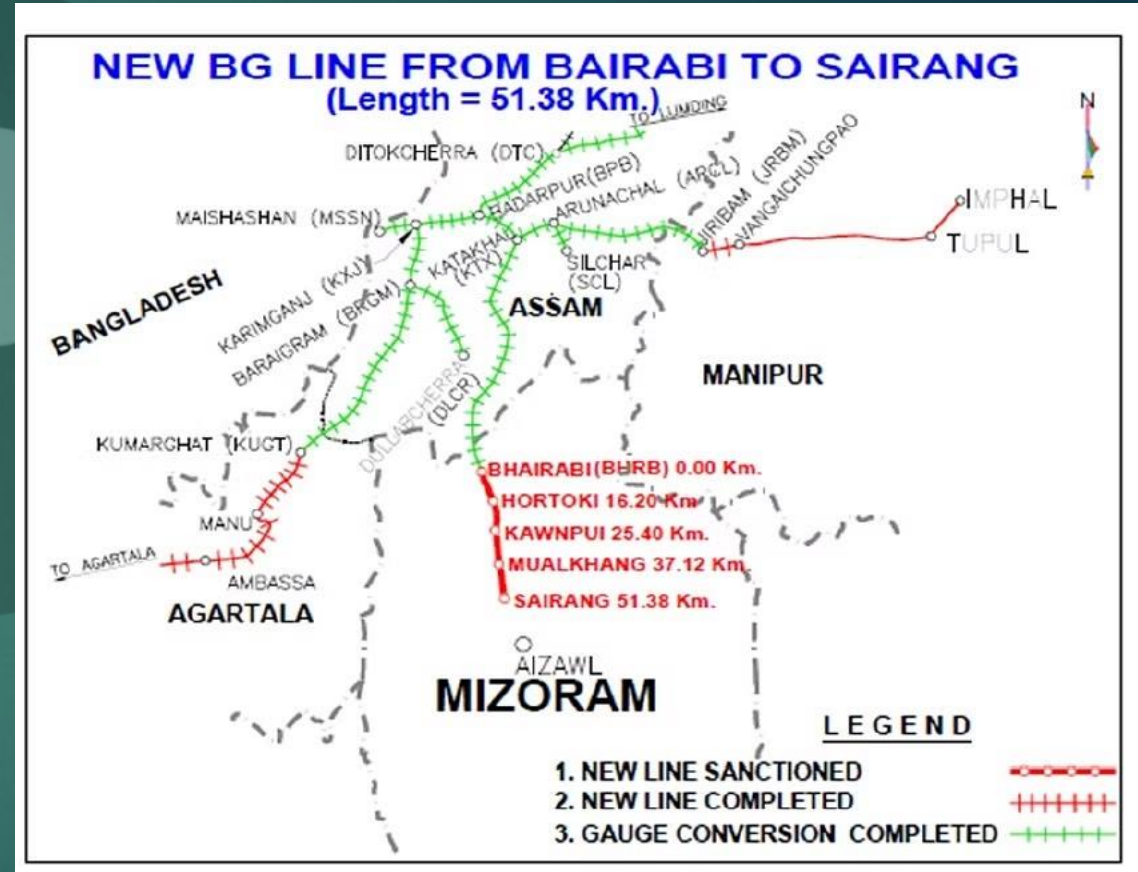 NEW BG LINE FROM BAIRABI TO SAIRANG
(Length = 51.38 Km.)
TO LUMDING
N
DITOKCHERRA (DTC)
BADARPUR(BPB)
ARUNACHAL (ARCL)
JIRIBAM (JRBM)
VANGAICHUNGPAO
IMPHAL
TUPUL
MAISHASHAN (MSSN)
KARIMGANJ (KXJ)
KATAKHAL
(KTX)
SILCHAR
(SCL)
BANGLADESH
BARAIGRAM (BRGM)
ASSAM
MANIPUR
DULLABCHERRA
(DLCR)
KUMARGHAT (KUGT)
BHAIRABI(BHRB) 0.00 Km.
HORTOKI 16.20 Km
KAWNPUI 25.40 Km.
MUALKHANG 37.12 Km.
SAIRANG 51.38 Km.
MANU
TO AGARTALA
AMBASSA
AGARTALA
AIZAWL
MIZORAM
LEGEND
1. NEW LINE SANCTIONED
2. NEW LINE COMPLETED
3. GAUGE CONVERSION COMPLETED